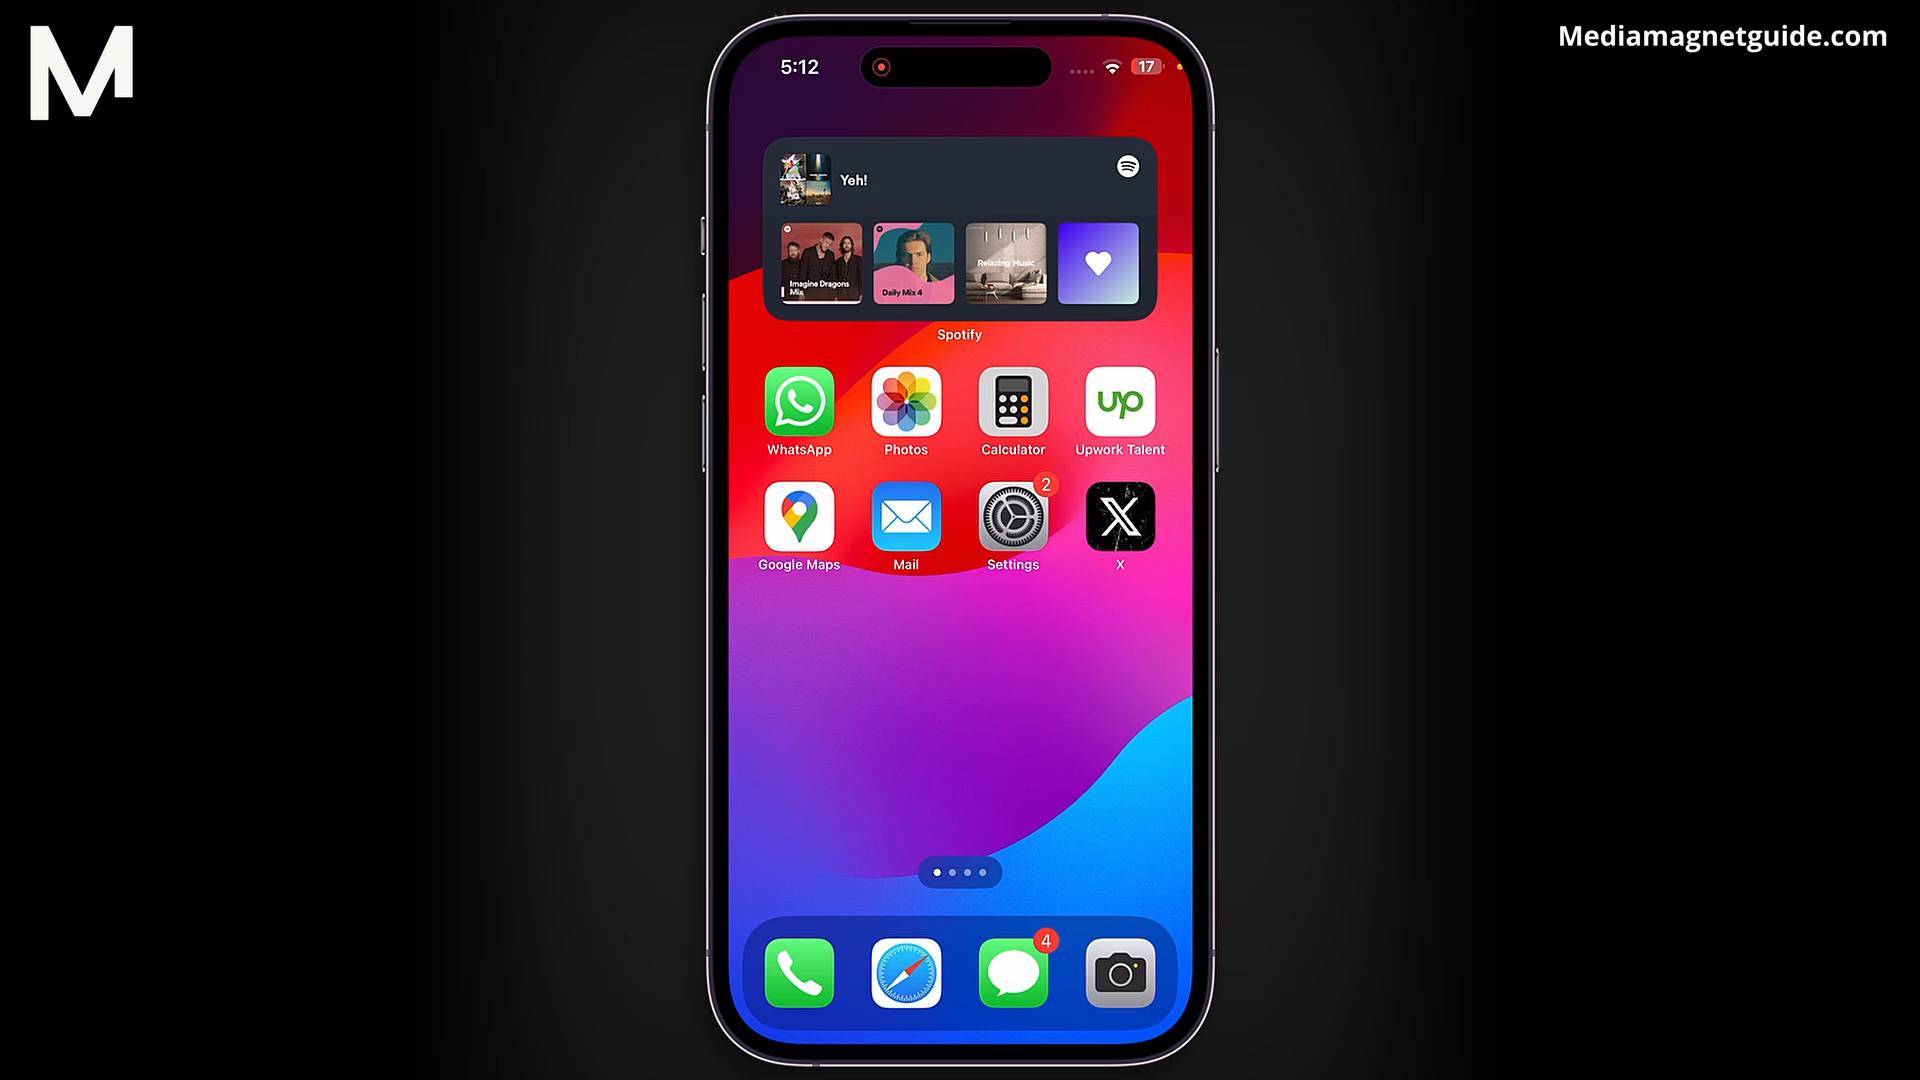 M
Mediamagnetguide.com
5:12
17
Yeh!
Imagine Dragons
Mix
Daily Mix 4
Relaxing Music
Spotify
WhatsApp
Photos
Calculator
up
Upwork Talent
2
Google Maps
Mail
Settings
X
X
4